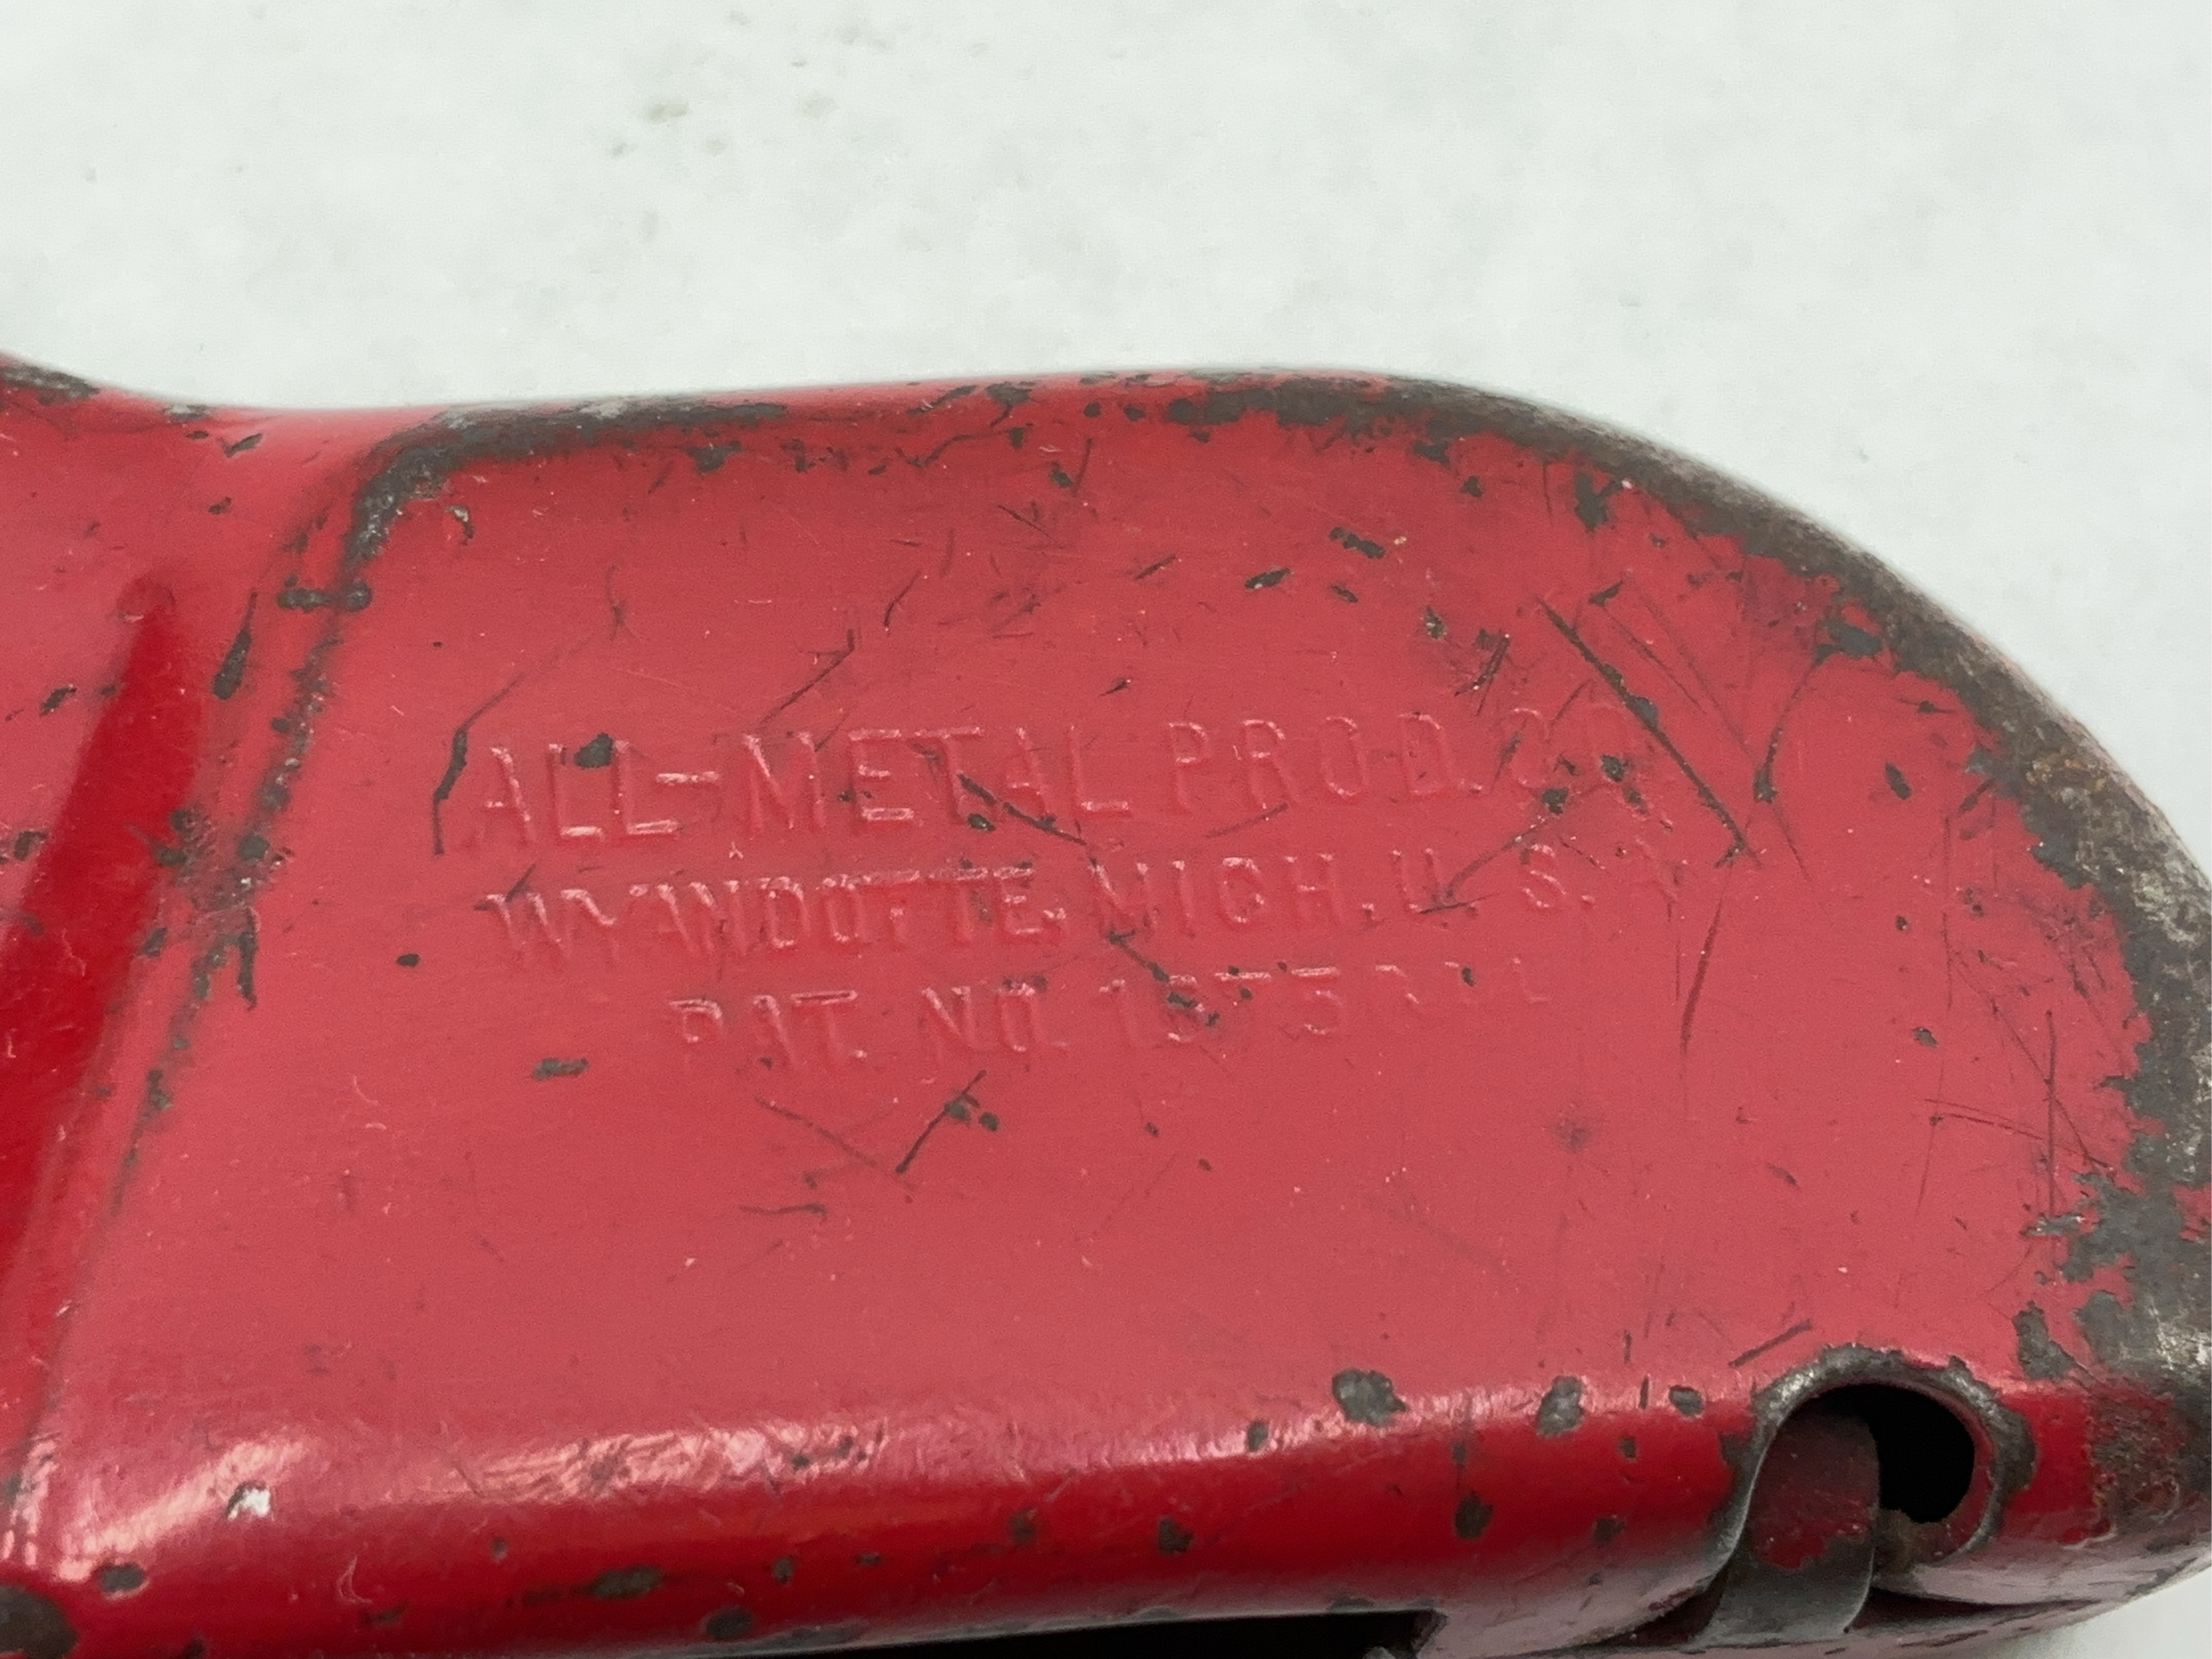 ALL-METAL PROD. CO.
WYANDOTTE, MICH. U. S. A
PAT. NO.